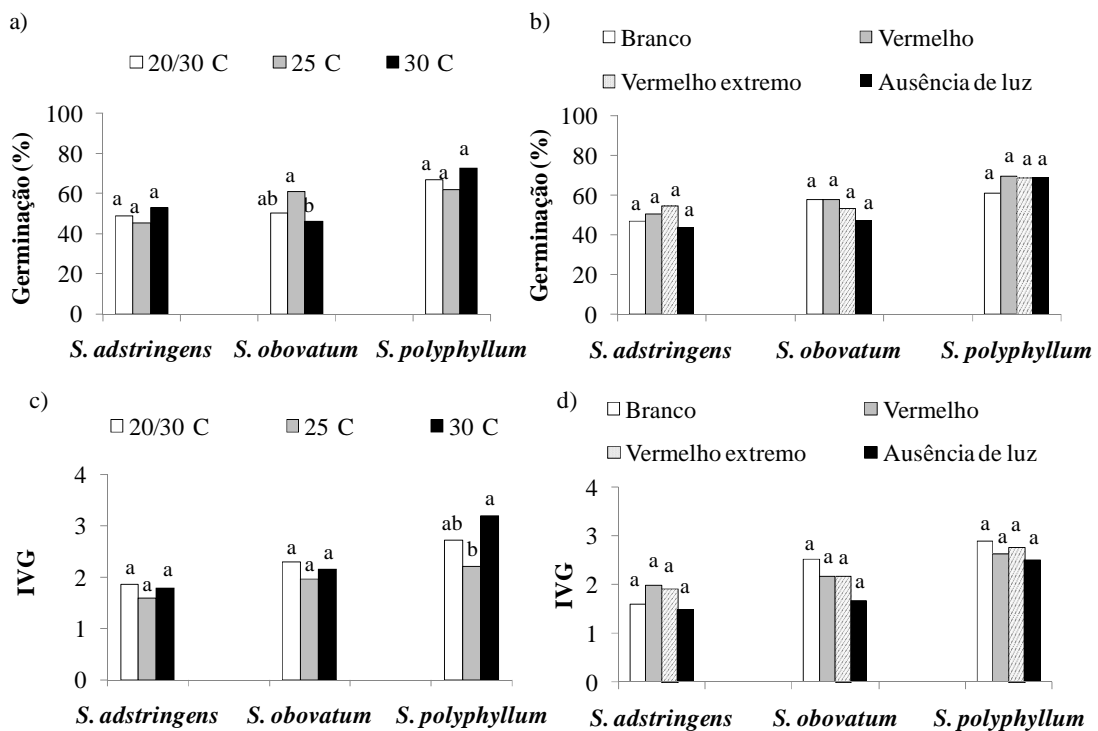 a)
20/30 C 25 C 30 C
Germinação (%)
100
80
60
40
20
0
a a a ab a b a a a
S. adstringens S. obovatum S. polyphyllum
b)
Branco Vermelho
Vermelho extremo Ausência de luz
Germinação (%)
100
80
60
40
20
0
a a a a a a a a a a a a
S. adstringens S. obovatum S. polyphyllum
c)
20/30 C 25 C 30 C
IVG
4
3
2
1
0
a a a a a a ab b a
S. adstringens S. obovatum S. polyphyllum
d)
Branco Vermelho
Vermelho extremo Ausência de luz
IVG
4
3
2
1
0
a a a a a a a a a a a a
S. adstringens S. obovatum S. polyphyllum